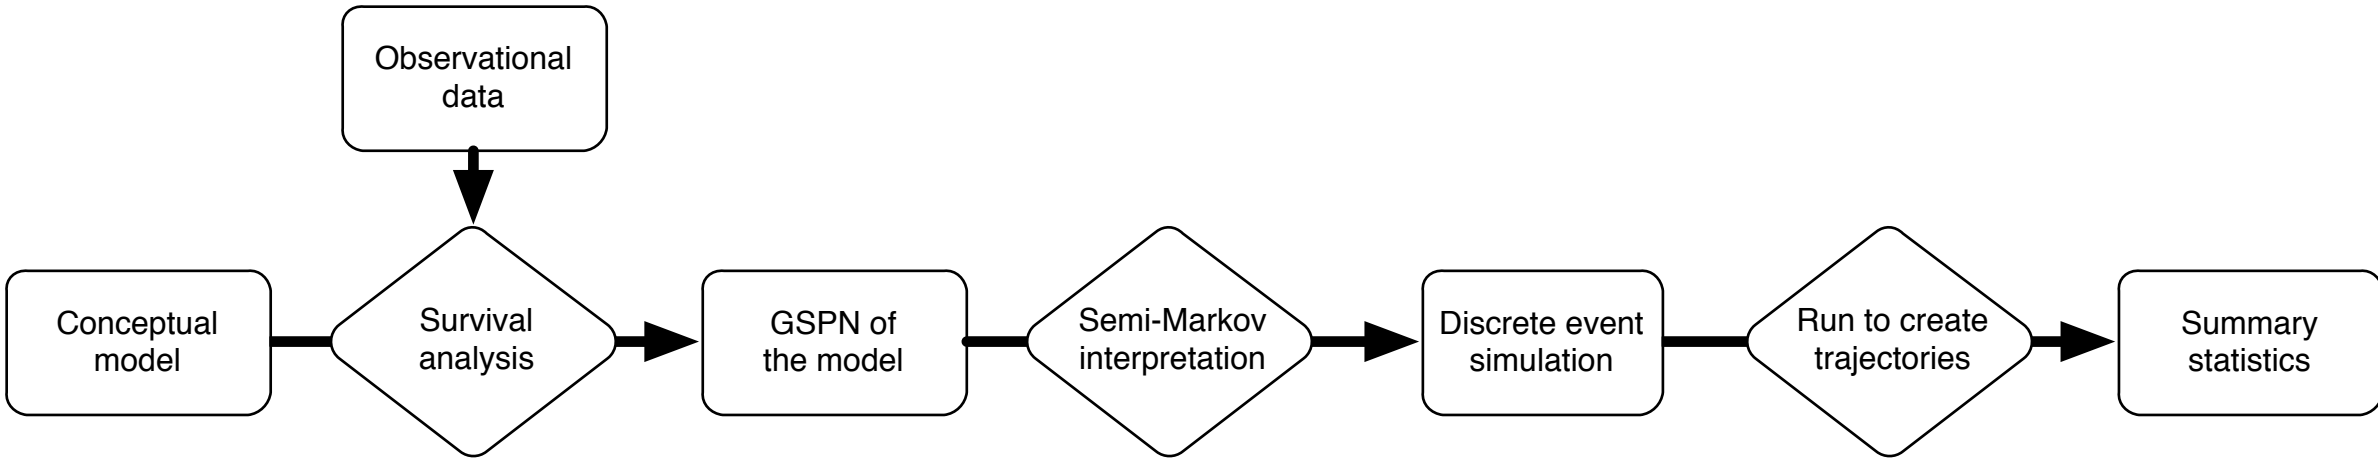 Observational
data
Conceptual
model
Survival
analysis
GSPN of
the model
Semi-Markov
interpretation
Discrete event
simulation
Run to create
trajectories
Summary
statistics